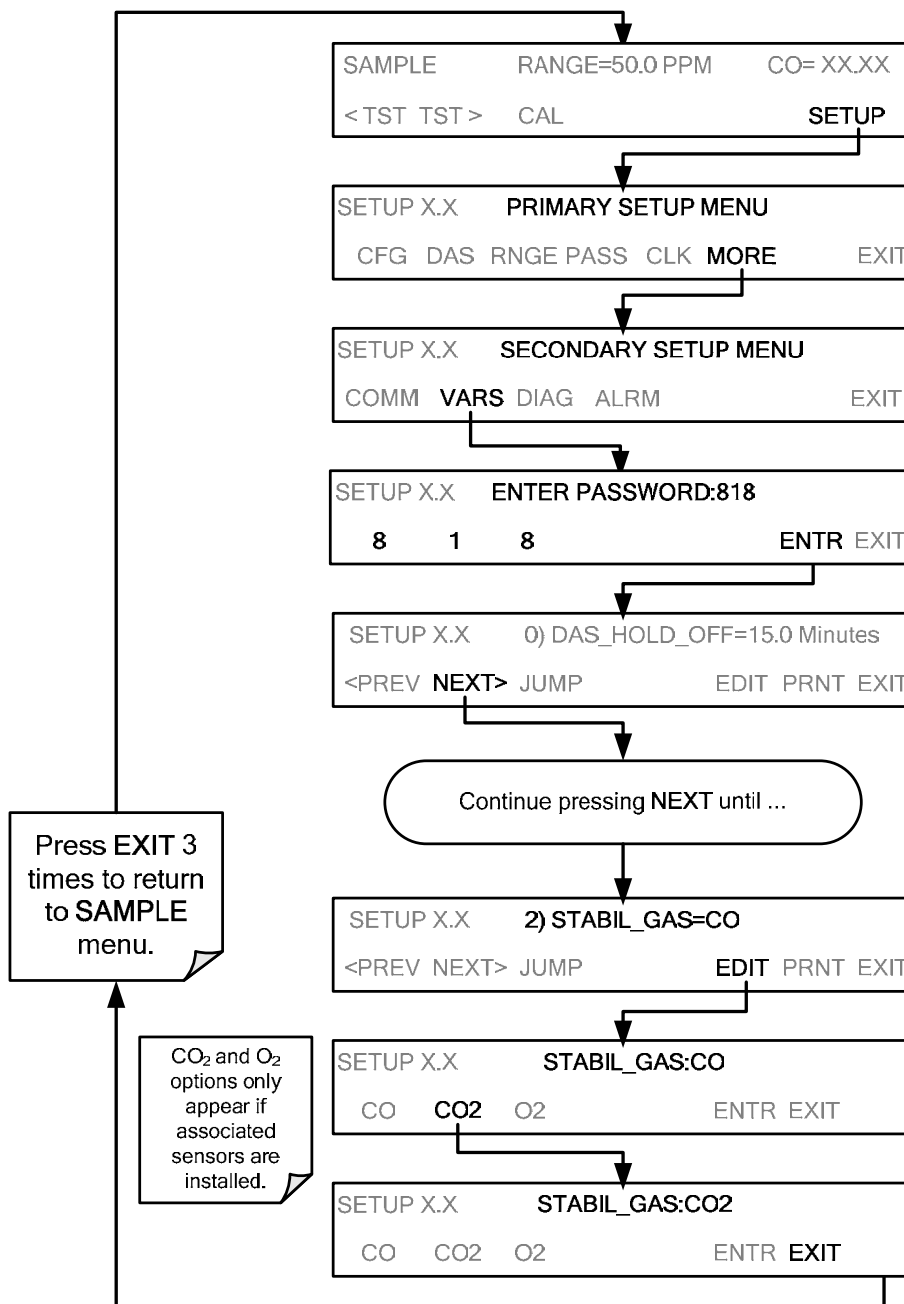 SAMPLE RANGE=50.0 PPM CO= XX.XX
< TST TST > CAL SETUP
SETUP X.X PRIMARY SETUP MENU
CFG DAS RNGE PASS CLK MORE EXIT
SETUP X.X SECONDARY SETUP MENU
COMM VARS DIAG ALRM EXIT
SETUP X.X ENTER PASSWORD:818
8 1 8 ENTR EXIT
SETUP X.X 0) DAS_HOLD_OFF=15.0 Minutes
<PREV NEXT> JUMP EDIT PRNT EXIT
Continue pressing NEXT until ...
Press EXIT 3
times to return
to SAMPLE
menu.
SETUP X.X 2) STABIL_GAS=CO
<PREV NEXT> JUMP EDIT PRNT EXIT
CO₂ and O₂
options only
appear if
associated
sensors are
installed.
SETUP X.X STABIL_GAS:CO
CO CO2 O2 ENTR EXIT
SETUP X.X STABIL_GAS:CO2
CO CO2 O2 ENTR EXIT